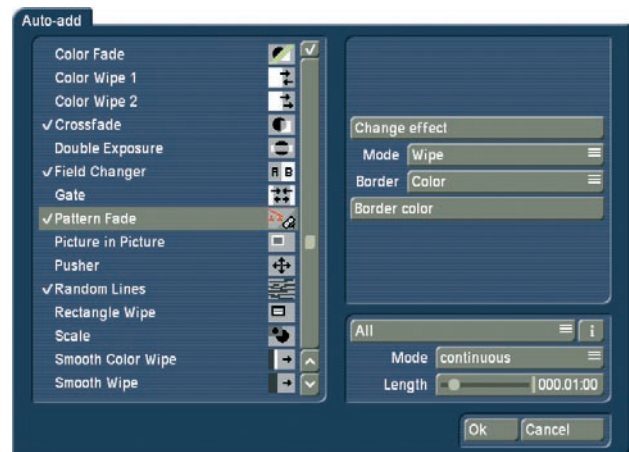 Auto-add
Color Fade
Color Wipe 1
Color Wipe 2
✓Crossfade
Double Exposure
✓Field Changer
A B
Gate
✓Pattern Fade
Picture in Picture
Pusher
✓Random Lines
Rectangle Wipe
Scale
Smooth Color Wipe
Smooth Wipe
Change effect
Mode Wipe
Border Color
Border color
All i
Mode continuous
Length 000.01:00
Ok Cancel